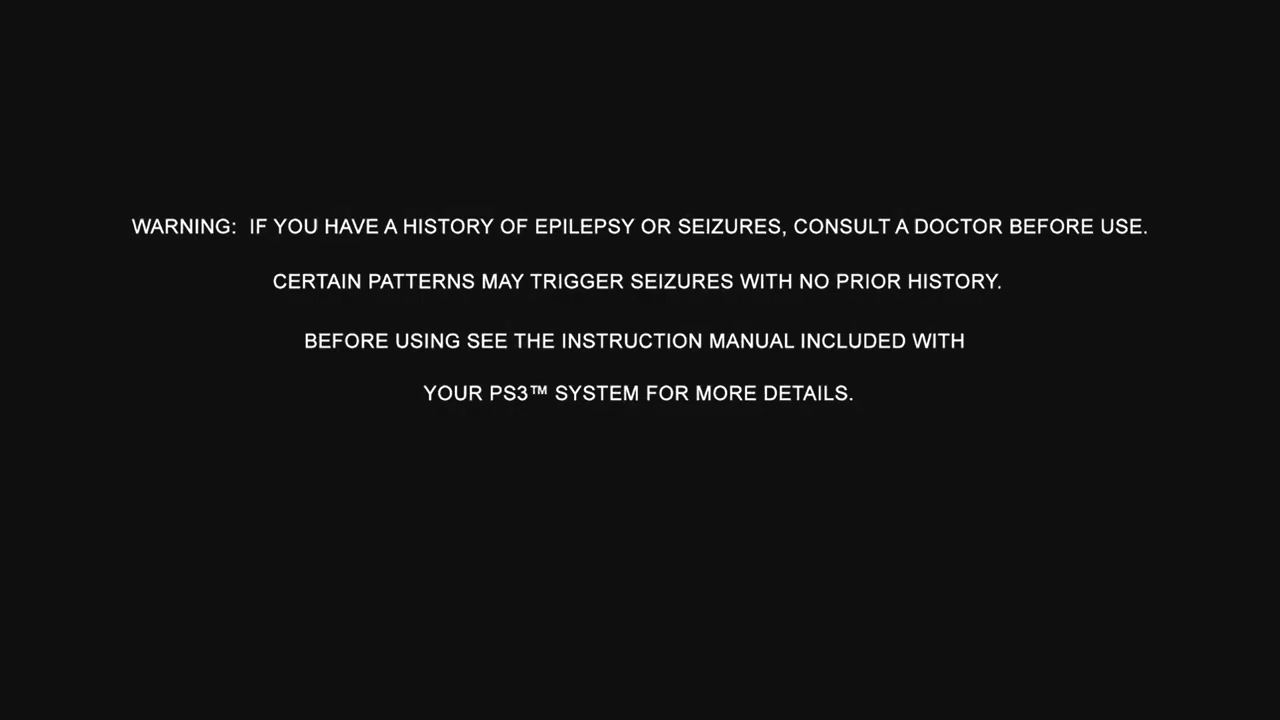 WARNING:  IF YOU HAVE A HISTORY OF EPILEPSY OR SEIZURES, CONSULT A DOCTOR BEFORE USE.
CERTAIN PATTERNS MAY TRIGGER SEIZURES WITH NO PRIOR HISTORY.
BEFORE USING SEE THE INSTRUCTION MANUAL INCLUDED WITH
YOUR PS3™ SYSTEM FOR MORE DETAILS.